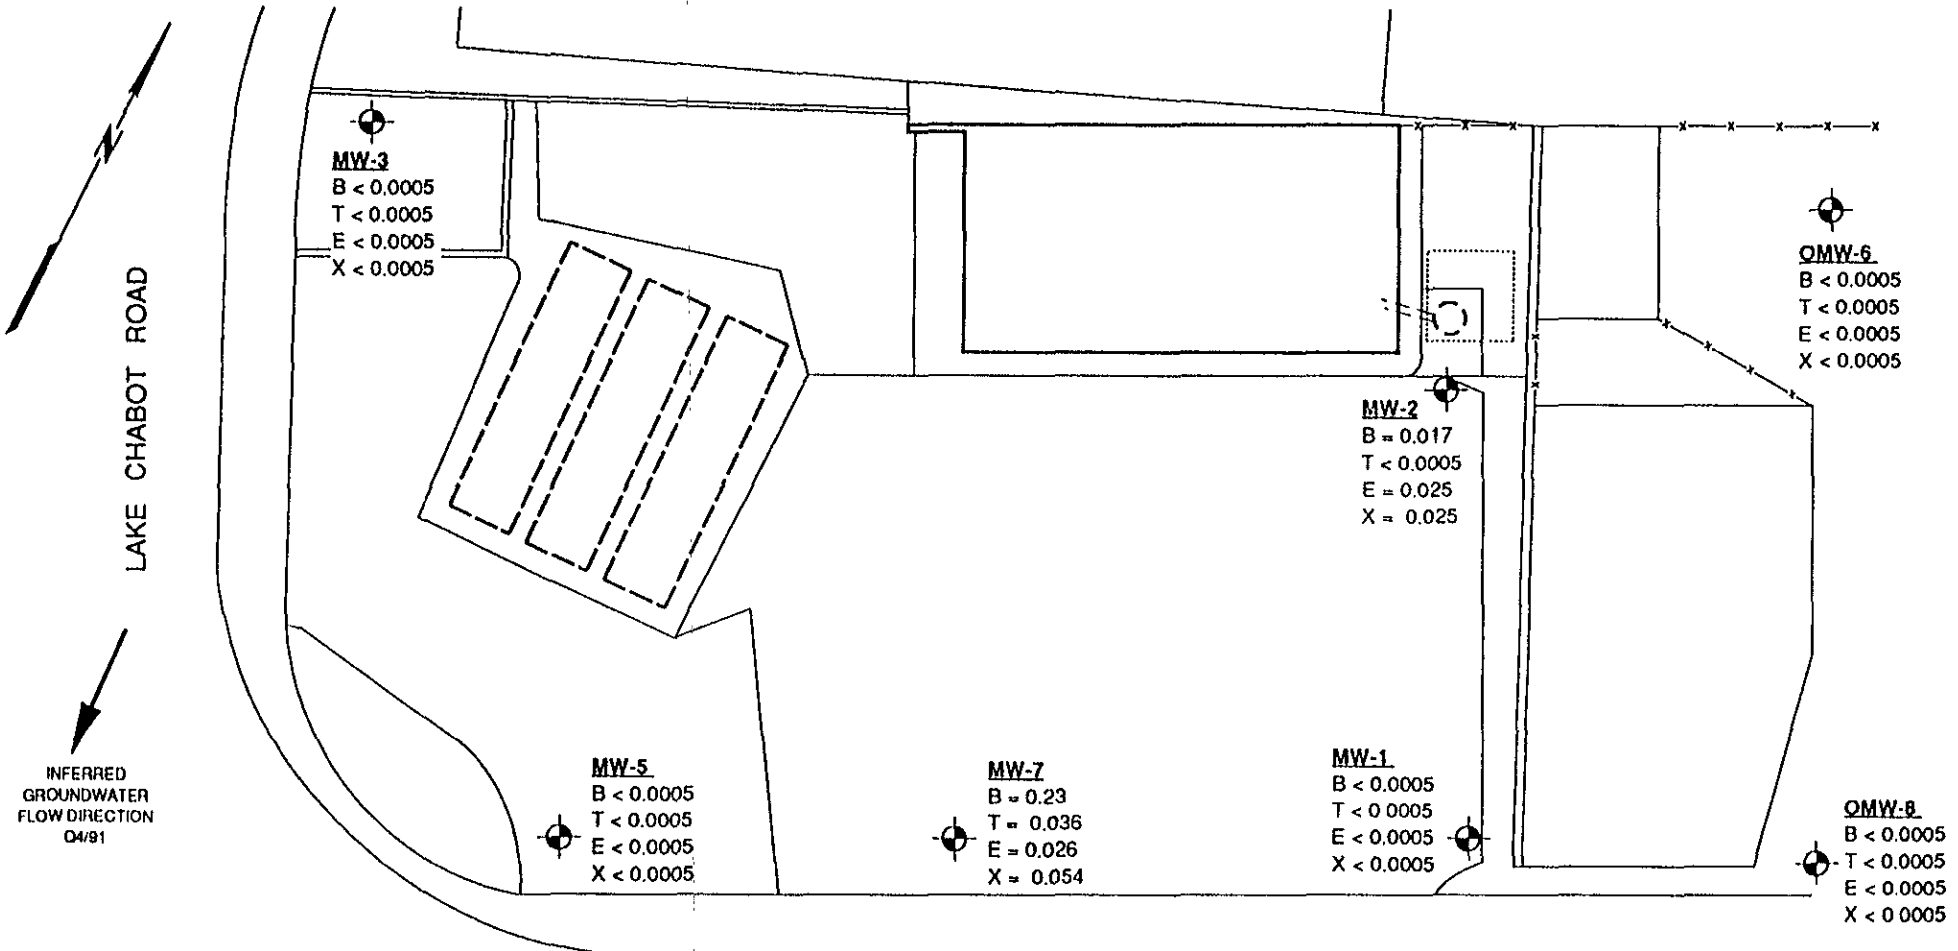 N
MW-3
B < 0.0005
T < 0.0005
E < 0.0005
X < 0.0005
OMW-6
B < 0.0005
T < 0.0005
E < 0.0005
X < 0.0005
LAKE CHABOT ROAD
MW-2
B = 0.017
T < 0.0005
E = 0.025
X = 0.025
INFERRED
GROUNDWATER
FLOW DIRECTION
Q4/91
MW-5
B < 0.0005
T < 0.0005
E < 0.0005
X < 0.0005
MW-7
B = 0.23
T = 0.036
E = 0.026
X = 0.054
MW-1
B < 0.0005
T < 0.0005
E < 0.0005
X < 0.0005
OMW-8
B < 0.0005
T < 0.0005
E < 0.0005
X < 0.0005